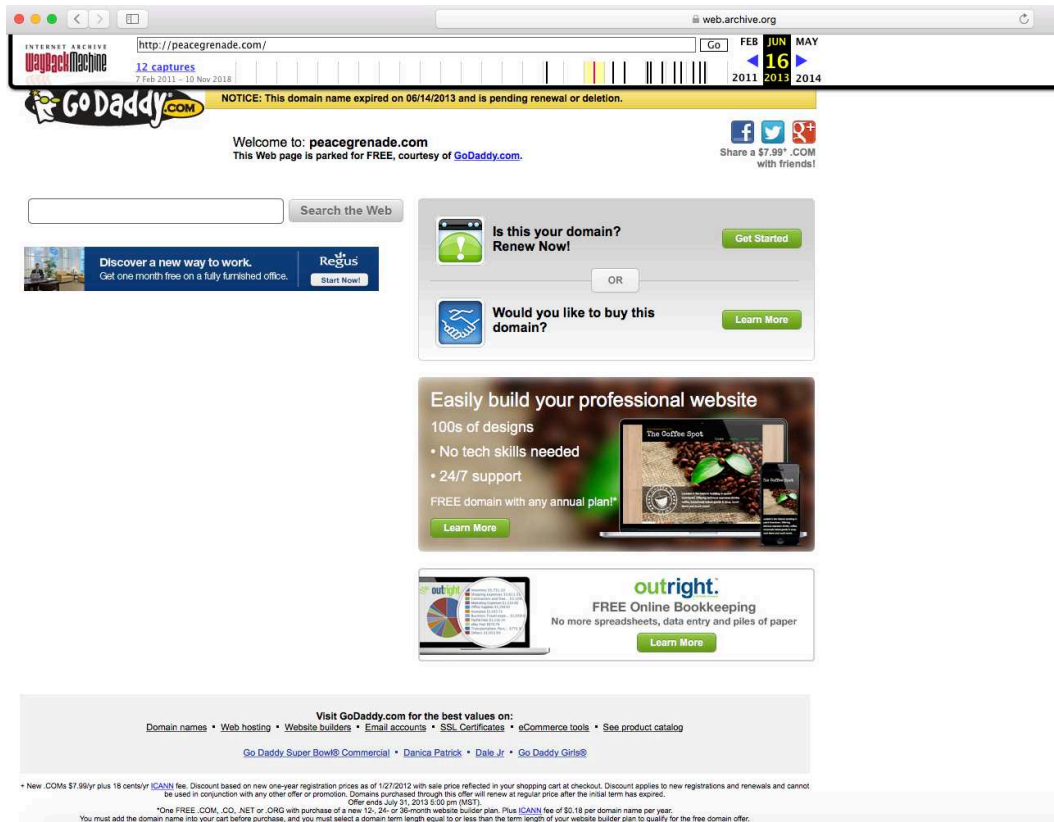 web.archive.org
INTERNET ARCHIVE
WayBackMachine
http://peacegrenade.com/
Go
FEB JUN MAY
12 captures
16
7 Feb 2011 – 10 Nov 2018
2011 2013 2014
Go Daddy.COM
NOTICE: This domain name expired on 06/14/2013 and is pending renewal or deletion.
Welcome to: peacegrenade.com
This Web page is parked for FREE, courtesy of GoDaddy.com.
Share a $7.99* .COM
with friends!
Search the Web
Discover a new way to work.
Get one month free on a fully furnished office.
Regus
Start Now!
Is this your domain?
Renew Now!
Get Started
OR
Would you like to buy this
domain?
Learn More
Easily build your professional website
100s of designs
• No tech skills needed
• 24/7 support
FREE domain with any annual plan!*
Learn More
The Coffee Spot
outright
outright.
FREE Online Bookkeeping
No more spreadsheets, data entry and piles of paper
Learn More
Visit GoDaddy.com for the best values on:
Domain names • Web hosting • Website builders • Email accounts • SSL Certificates • eCommerce tools • See product catalog
Go Daddy Super Bowl® Commercial • Danica Patrick • Dale Jr • Go Daddy Girls®
+ New .COMs $7.99/yr plus 18 cents/yr ICANN fee. Discount based on new one-year registration prices as of 1/27/2012 with sale price reflected in your shopping cart at checkout. Discount applies to new registrations and renewals and cannot
be used in conjunction with any other offer or promotion. Domains purchased through this offer will renew at regular price after the initial term has expired.
Offer ends July 31, 2013 5:00 pm (MST).
*One FREE .COM, .CO, .NET or .ORG with purchase of a new 12-, 24- or 36-month website builder plan. Plus ICANN fee of $0.18 per domain name per year.
You must add the domain name into your cart before purchase, and you must select a domain term length equal to or less than the term length of your website builder plan to qualify for the free domain offer.